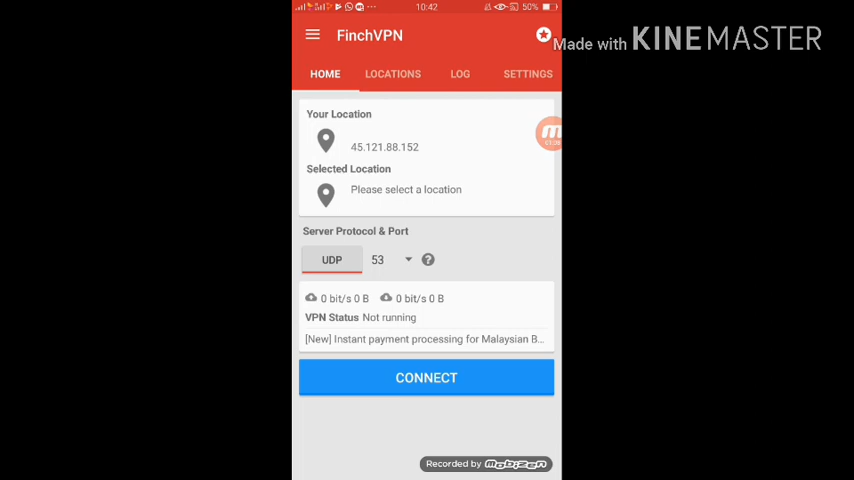 10:42
50%
FinchVPN
Made with KINEMASTER
HOME
LOCATIONS
LOG
SETTINGS
Your Location
45.121.88.152
Selected Location
Please select a location
Server Protocol & Port
UDP
53
0 bit/s 0 B
0 bit/s 0 B
VPN Status Not running
[New] Instant payment processing for Malaysian B...
CONNECT
Recorded by mobizen